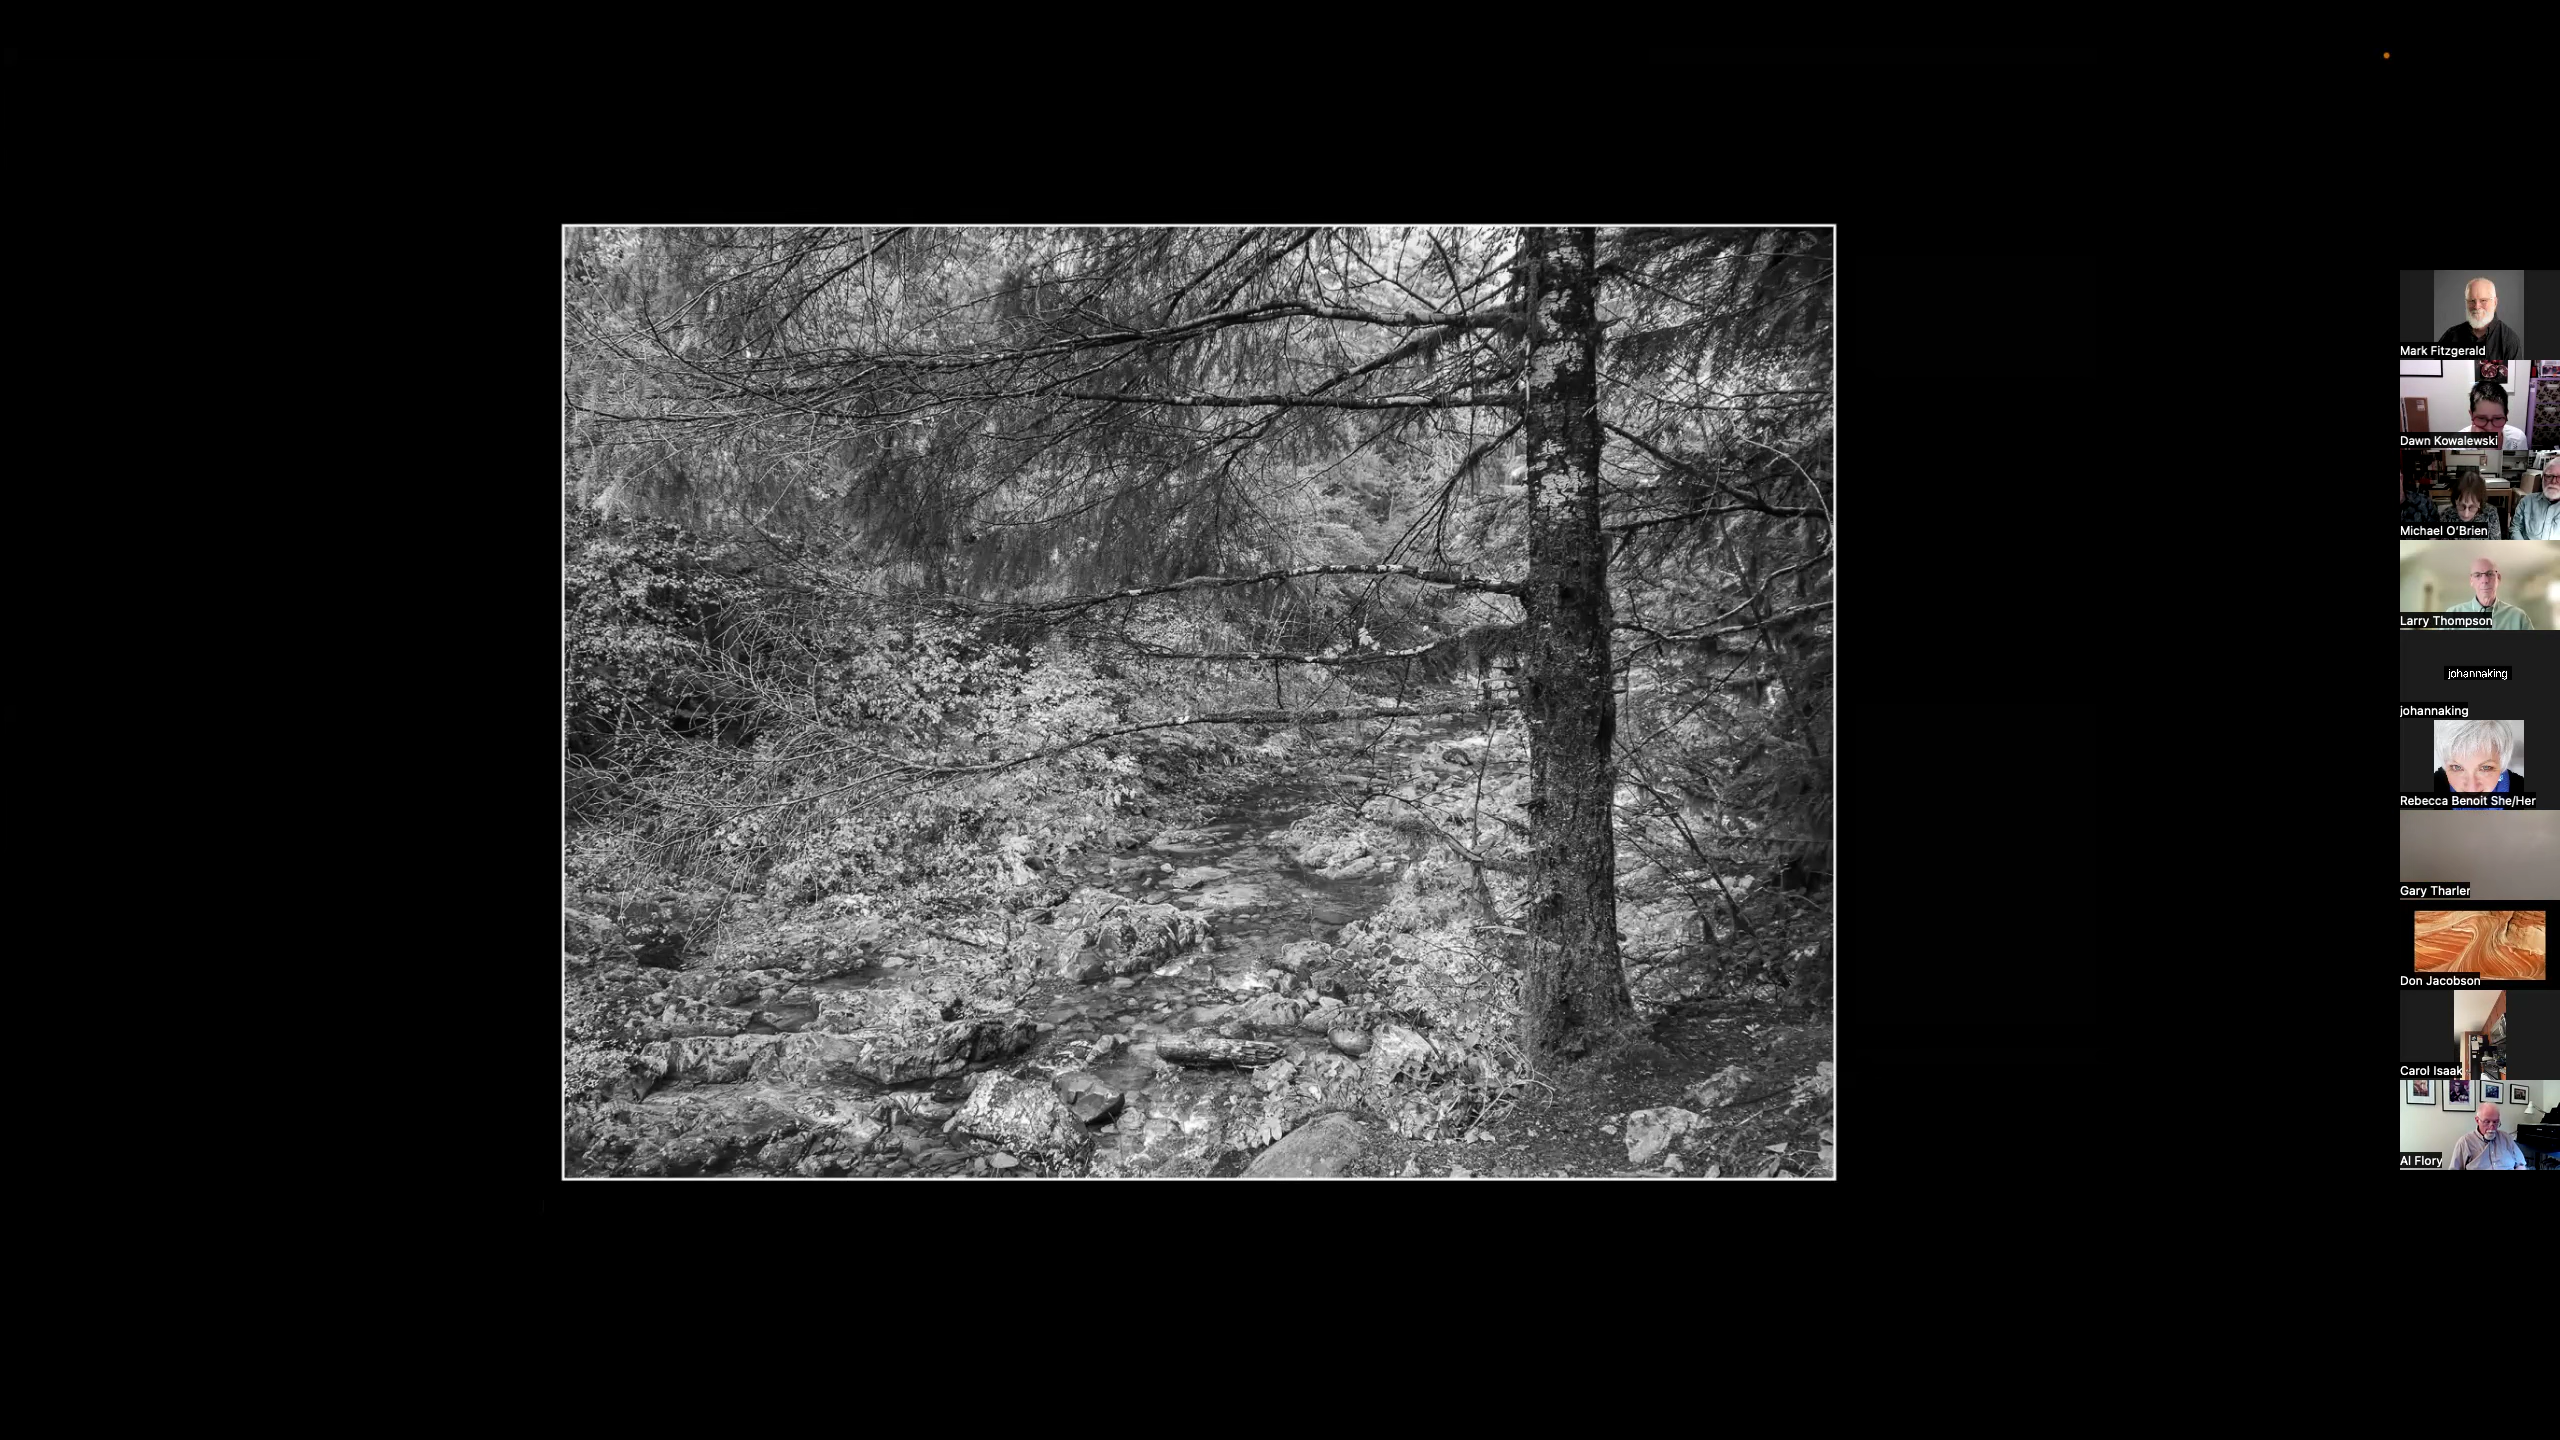 Mark Fitzgerald
Dawn Kowalewski
Michael O'Brien
Larry Thompson
johannaking
johannaking
Rebecca Benoit She/Her
Gary Tharler
Don Jacobson
Carol Isaak
Al Flory